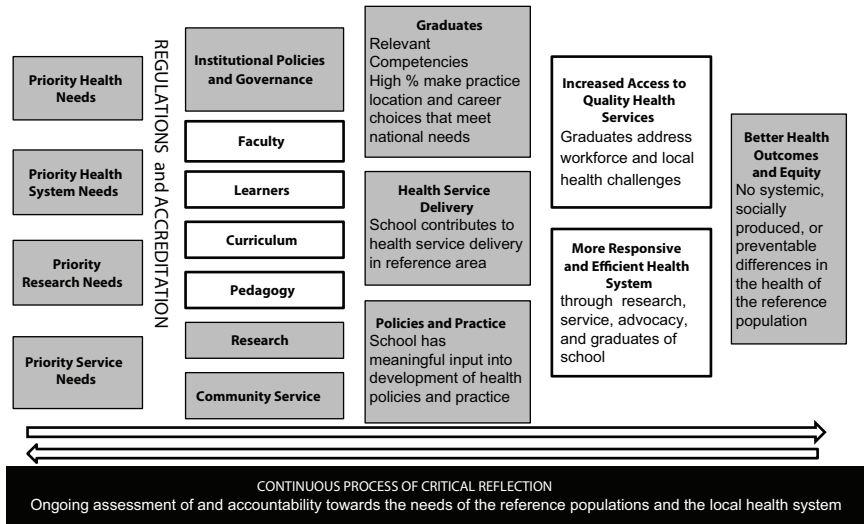 Priority Health
Needs
Priority Health
System Needs
Priority
Research Needs
Priority Service
Needs
REGULATIONS and ACCREDITATION
Institutional Policies
and Governance
Faculty
Learners
Curriculum
Pedagogy
Research
Community Service
Graduates
Relevant
Competencies
High % make practice
location and career
choices that meet
national needs
Health Service
Delivery
School contributes to
health service delivery
in reference area
Policies and Practice
School has
meaningful input into
development of health
policies and practice
Increased Access to
Quality Health
Services
Graduates address
workforce and local
health challenges
More Responsive
and Efficient Health
System
through research,
service, advocacy,
and graduates of
school
Better Health
Outcomes
and Equity
No systemic,
socially
produced, or
preventable
differences in
the health of
the reference
population
CONTINUOUS PROCESS OF CRITICAL REFLECTION
Ongoing assessment of and accountability towards the needs of the reference populations and the local health system